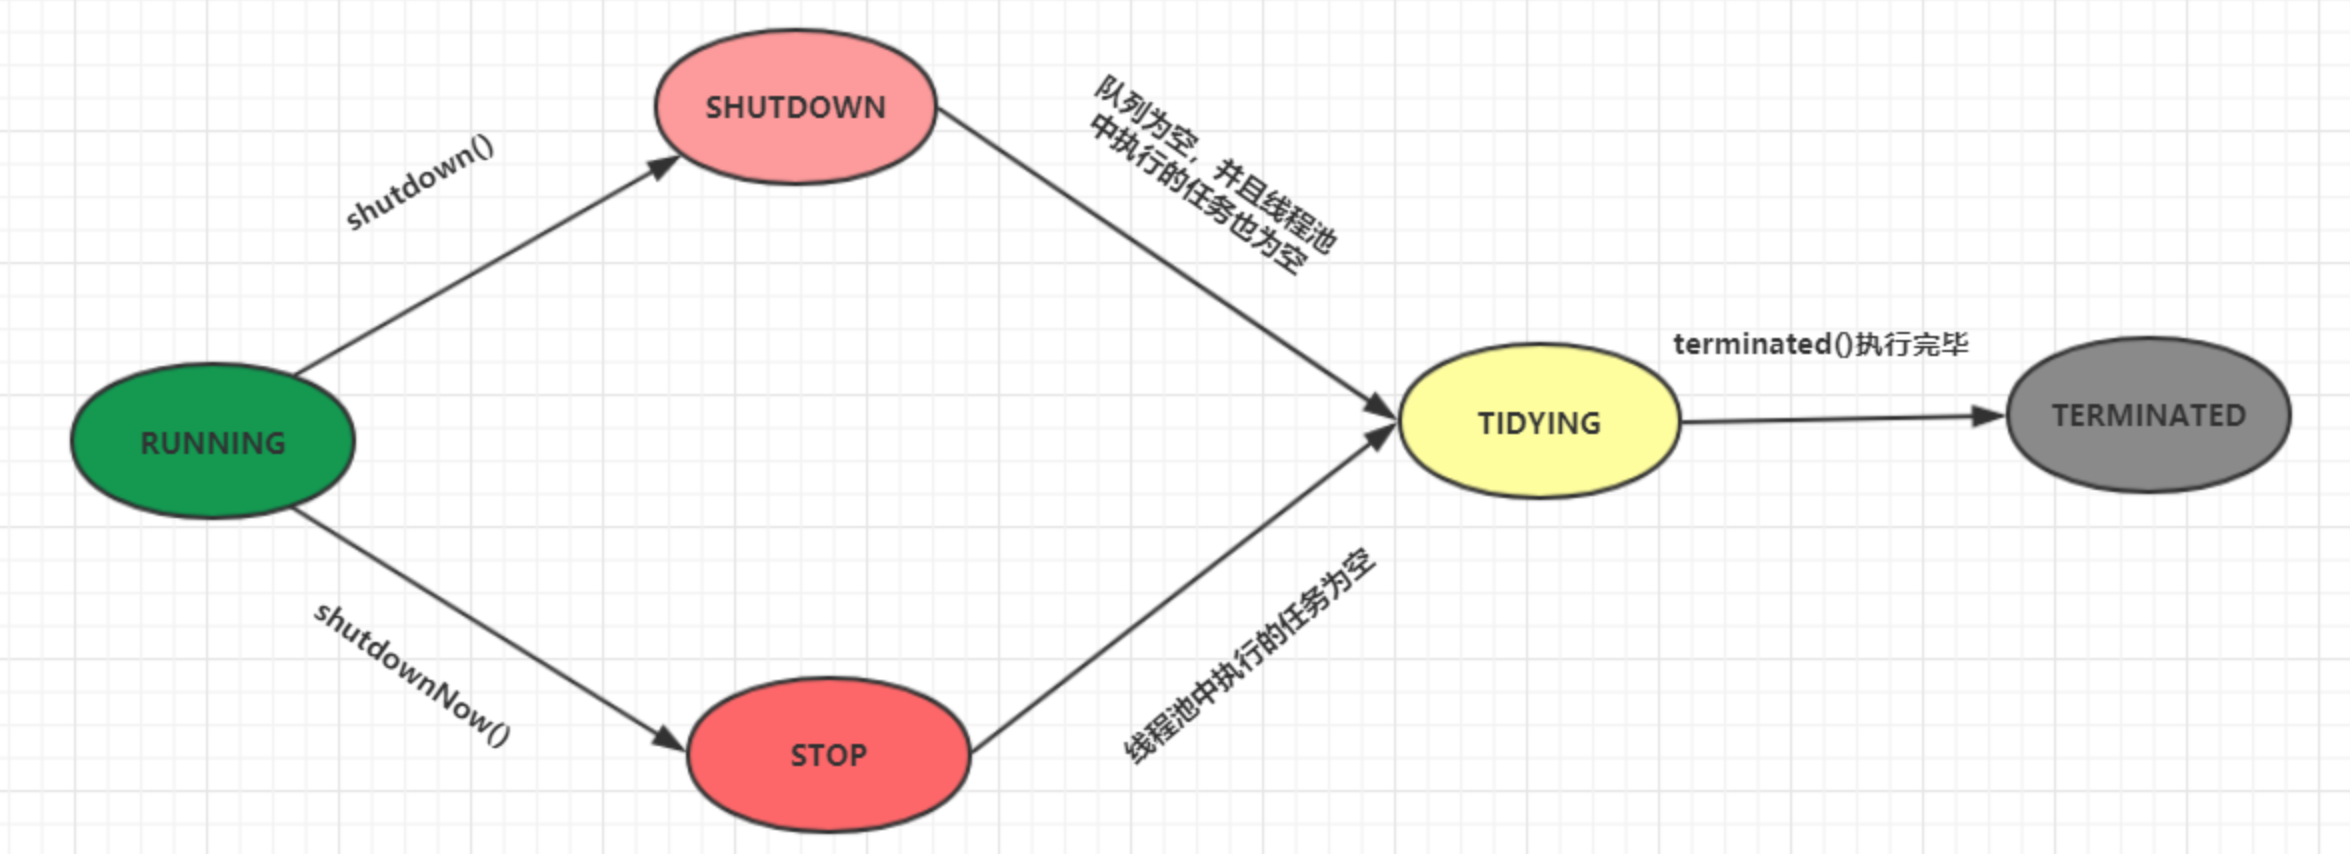 SHUTDOWN
shutdown()
队列为空，并且线程池
中执行的任务也为空
RUNNING
TIDYING
terminated()执行完毕
TERMINATED
shutdownNow()
STOP
线程池中执行的任务为空